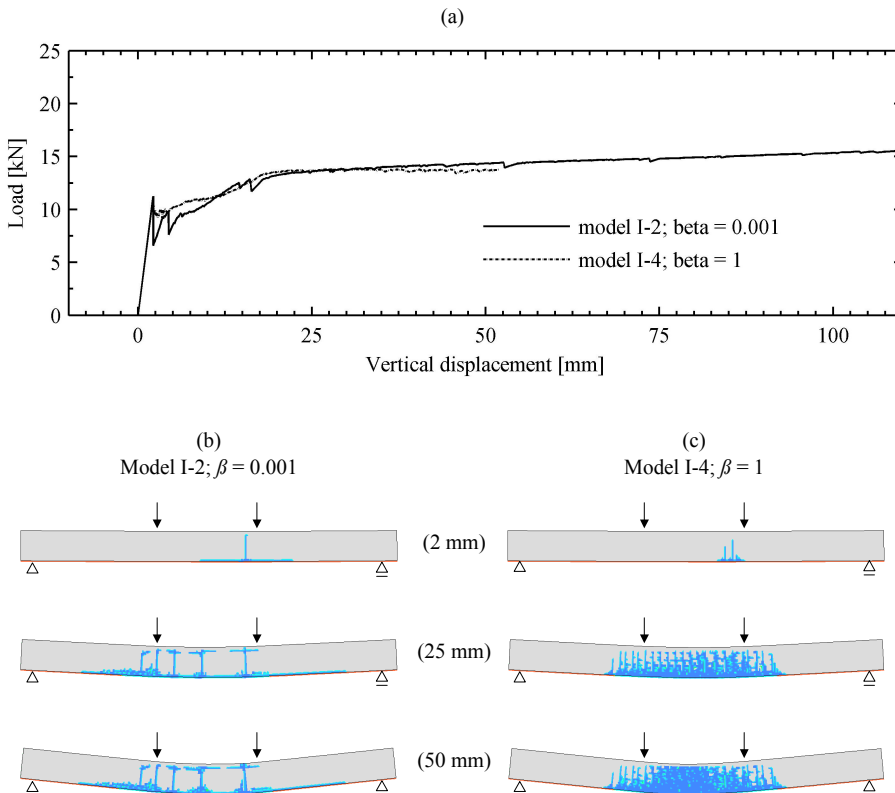 (a)
25
20
15
10
5
0
Load [kN]
model I-2; beta = 0.001
model I-4; beta = 1
0 25 50 75 100
Vertical displacement [mm]
(b)
Model I-2; β = 0.001
(c)
Model I-4; β = 1
(2 mm)
(25 mm)
(50 mm)